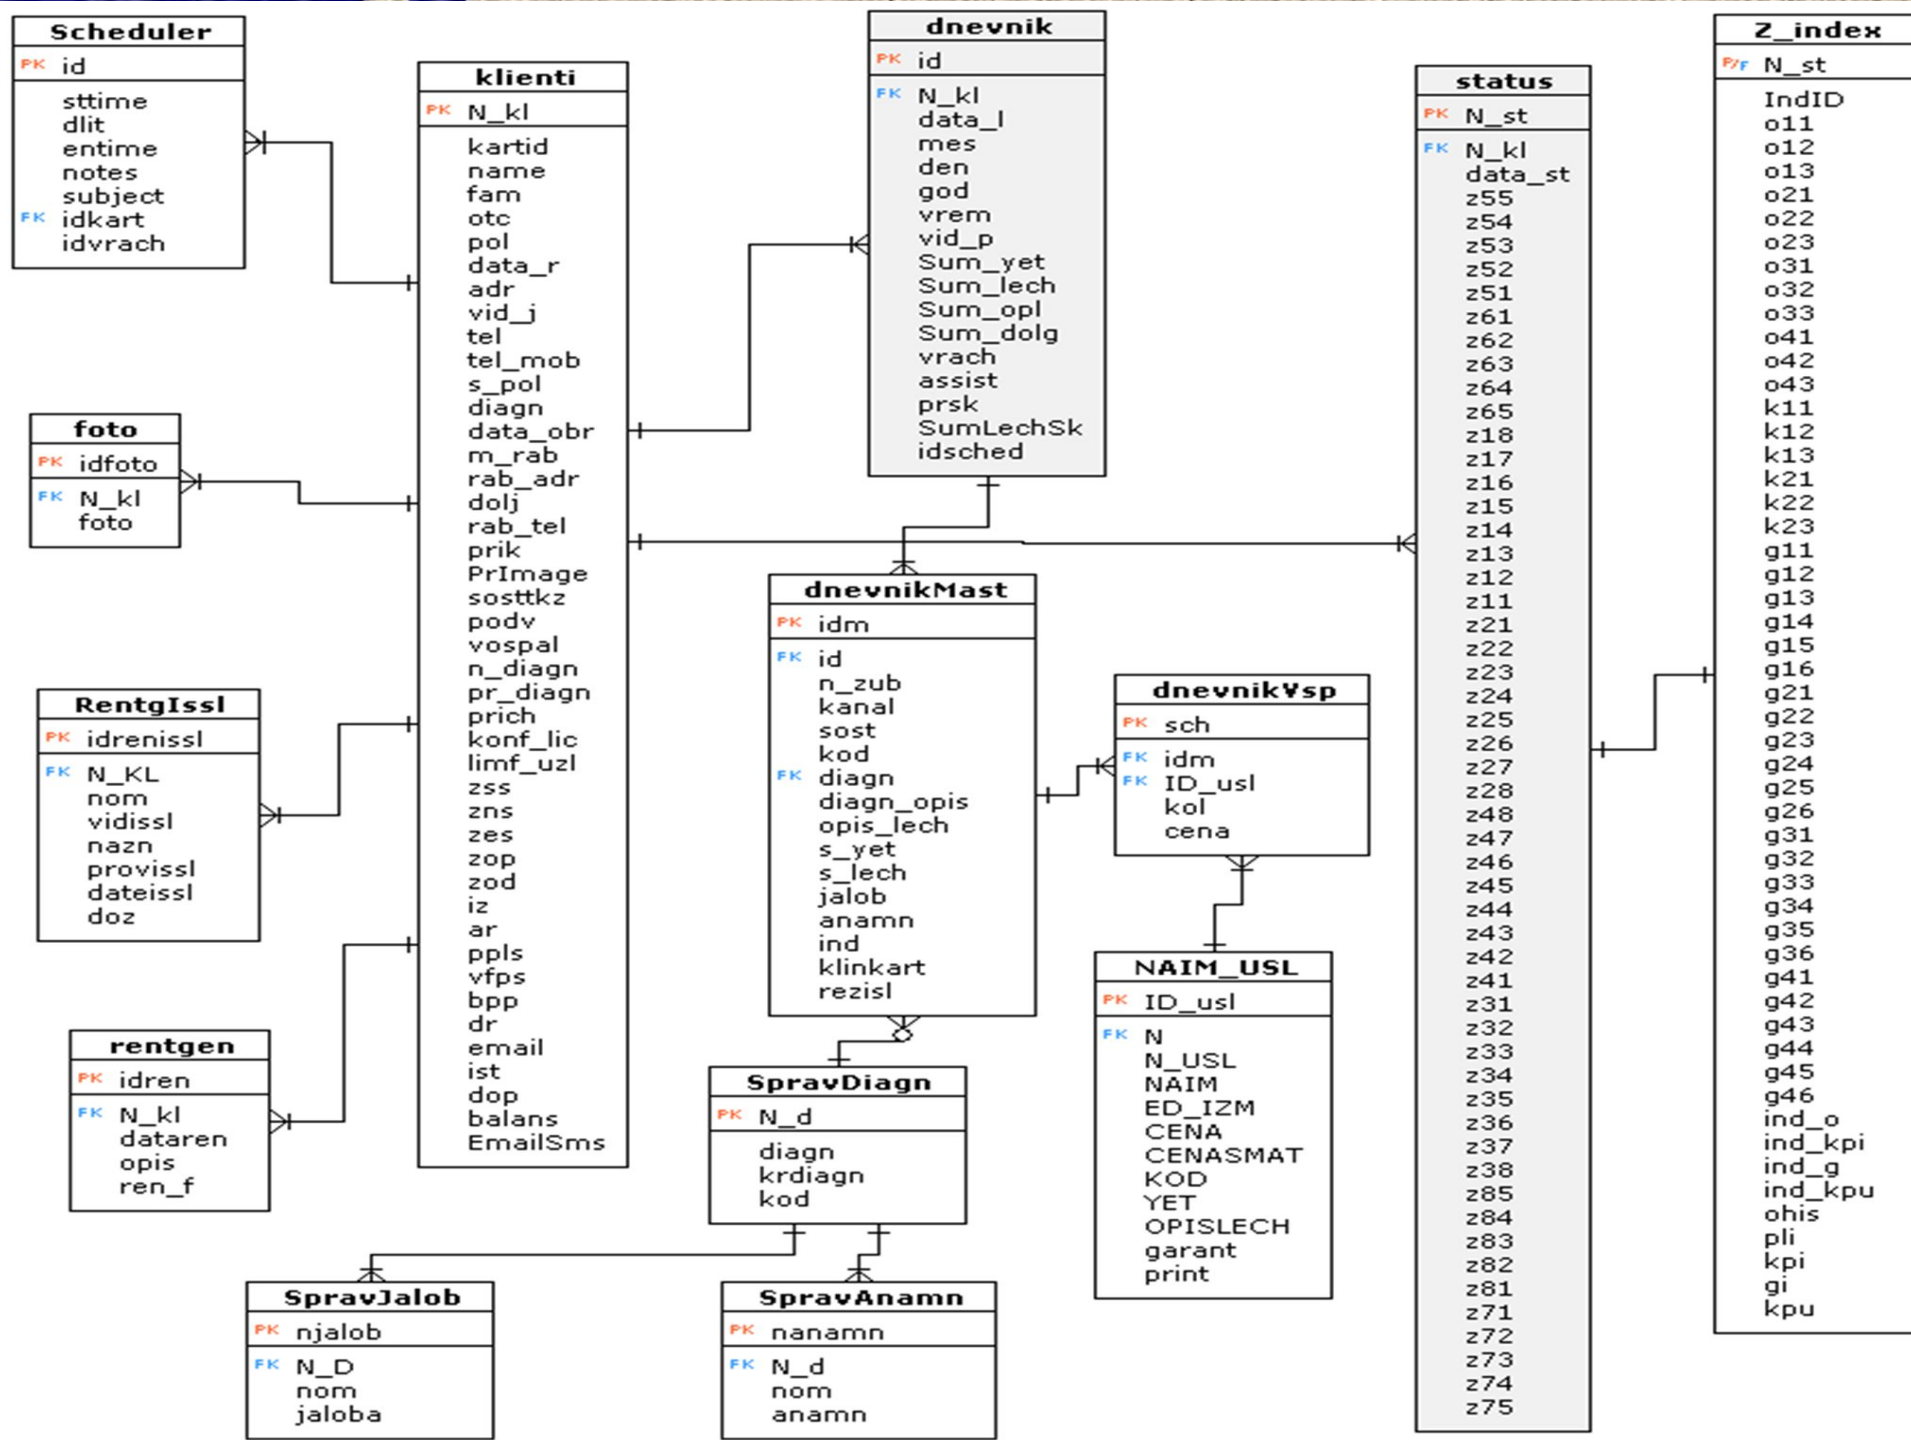 Scheduler
PK id
sttime
dlit
entime
notes
subject
FK idkart
idvrach
klienti
PK N_kl
kartid
name
fam
otc
pol
data_r
adr
vid_j
tel
tel_mob
s_pol
diagn
data_obr
m_rab
rab_adr
dolj
rab_tel
prik
PrImage
sosttkz
podv
vospal
n_diagn
pr_diagn
prich
konf_lic
limf_uzl
zss
zns
zes
zop
zod
iz
ar
ppls
vfps
bpp
dr
email
ist
dop
balans
EmailSms
foto
PK idfoto
FK N_kl
foto
RentgIssl
PK idrenissl
FK N_KL
nom
vidissl
nazn
provissl
dateissl
doz
rentgen
PK idren
FK N_kl
dataren
opis
ren_f
dnevnik
PK id
FK N_kl
data_l
mes
den
god
vrem
vid_p
Sum_yet
Sum_lech
Sum_opl
Sum_dolg
vrach
assist
prsk
SumLechSk
idsched
dnevnikMast
PK idm
FK id
n_zub
kanal
sost
kod
FK diagn
diagn_opis
opis_lech
s_yet
s_lech
jalob
anamn
ind
klinkart
rezisl
dnevnikVsp
PK sch
FK idm
FK ID_usl
kol
cena
NAIM_USL
PK ID_usl
FK N
N_USL
NAIM
ED_IZM
CENA
CENASMAT
KOD
YET
OPISLECH
garant
print
SpravDiagn
PK N_d
diagn
krdiagn
kod
SpravJalob
PK njalob
FK N_D
nom
jaloba
SpravAnamn
PK nanamn
FK N_d
nom
anamn
status
PK N_st
FK N_kl
data_st
z55
z54
z53
z52
z51
z61
z62
z63
z64
z65
z18
z17
z16
z15
z14
z13
z12
z11
z21
z22
z23
z24
z25
z26
z27
z28
z48
z47
z46
z45
z44
z43
z42
z41
z31
z32
z33
z34
z35
z36
z37
z38
z85
z84
z83
z82
z81
z71
z72
z73
z74
z75
Z_index
P/F N_st
IndID
o11
o12
o13
o21
o22
o23
o31
o32
o33
o41
o42
o43
k11
k12
k13
k21
k22
k23
g11
g12
g13
g14
g15
g16
g21
g22
g23
g24
g25
g26
g31
g32
g33
g34
g35
g36
g41
g42
g43
g44
g45
g46
ind_o
ind_kpi
ind_g
ind_kpu
ohis
pli
kpi
gi
kpu